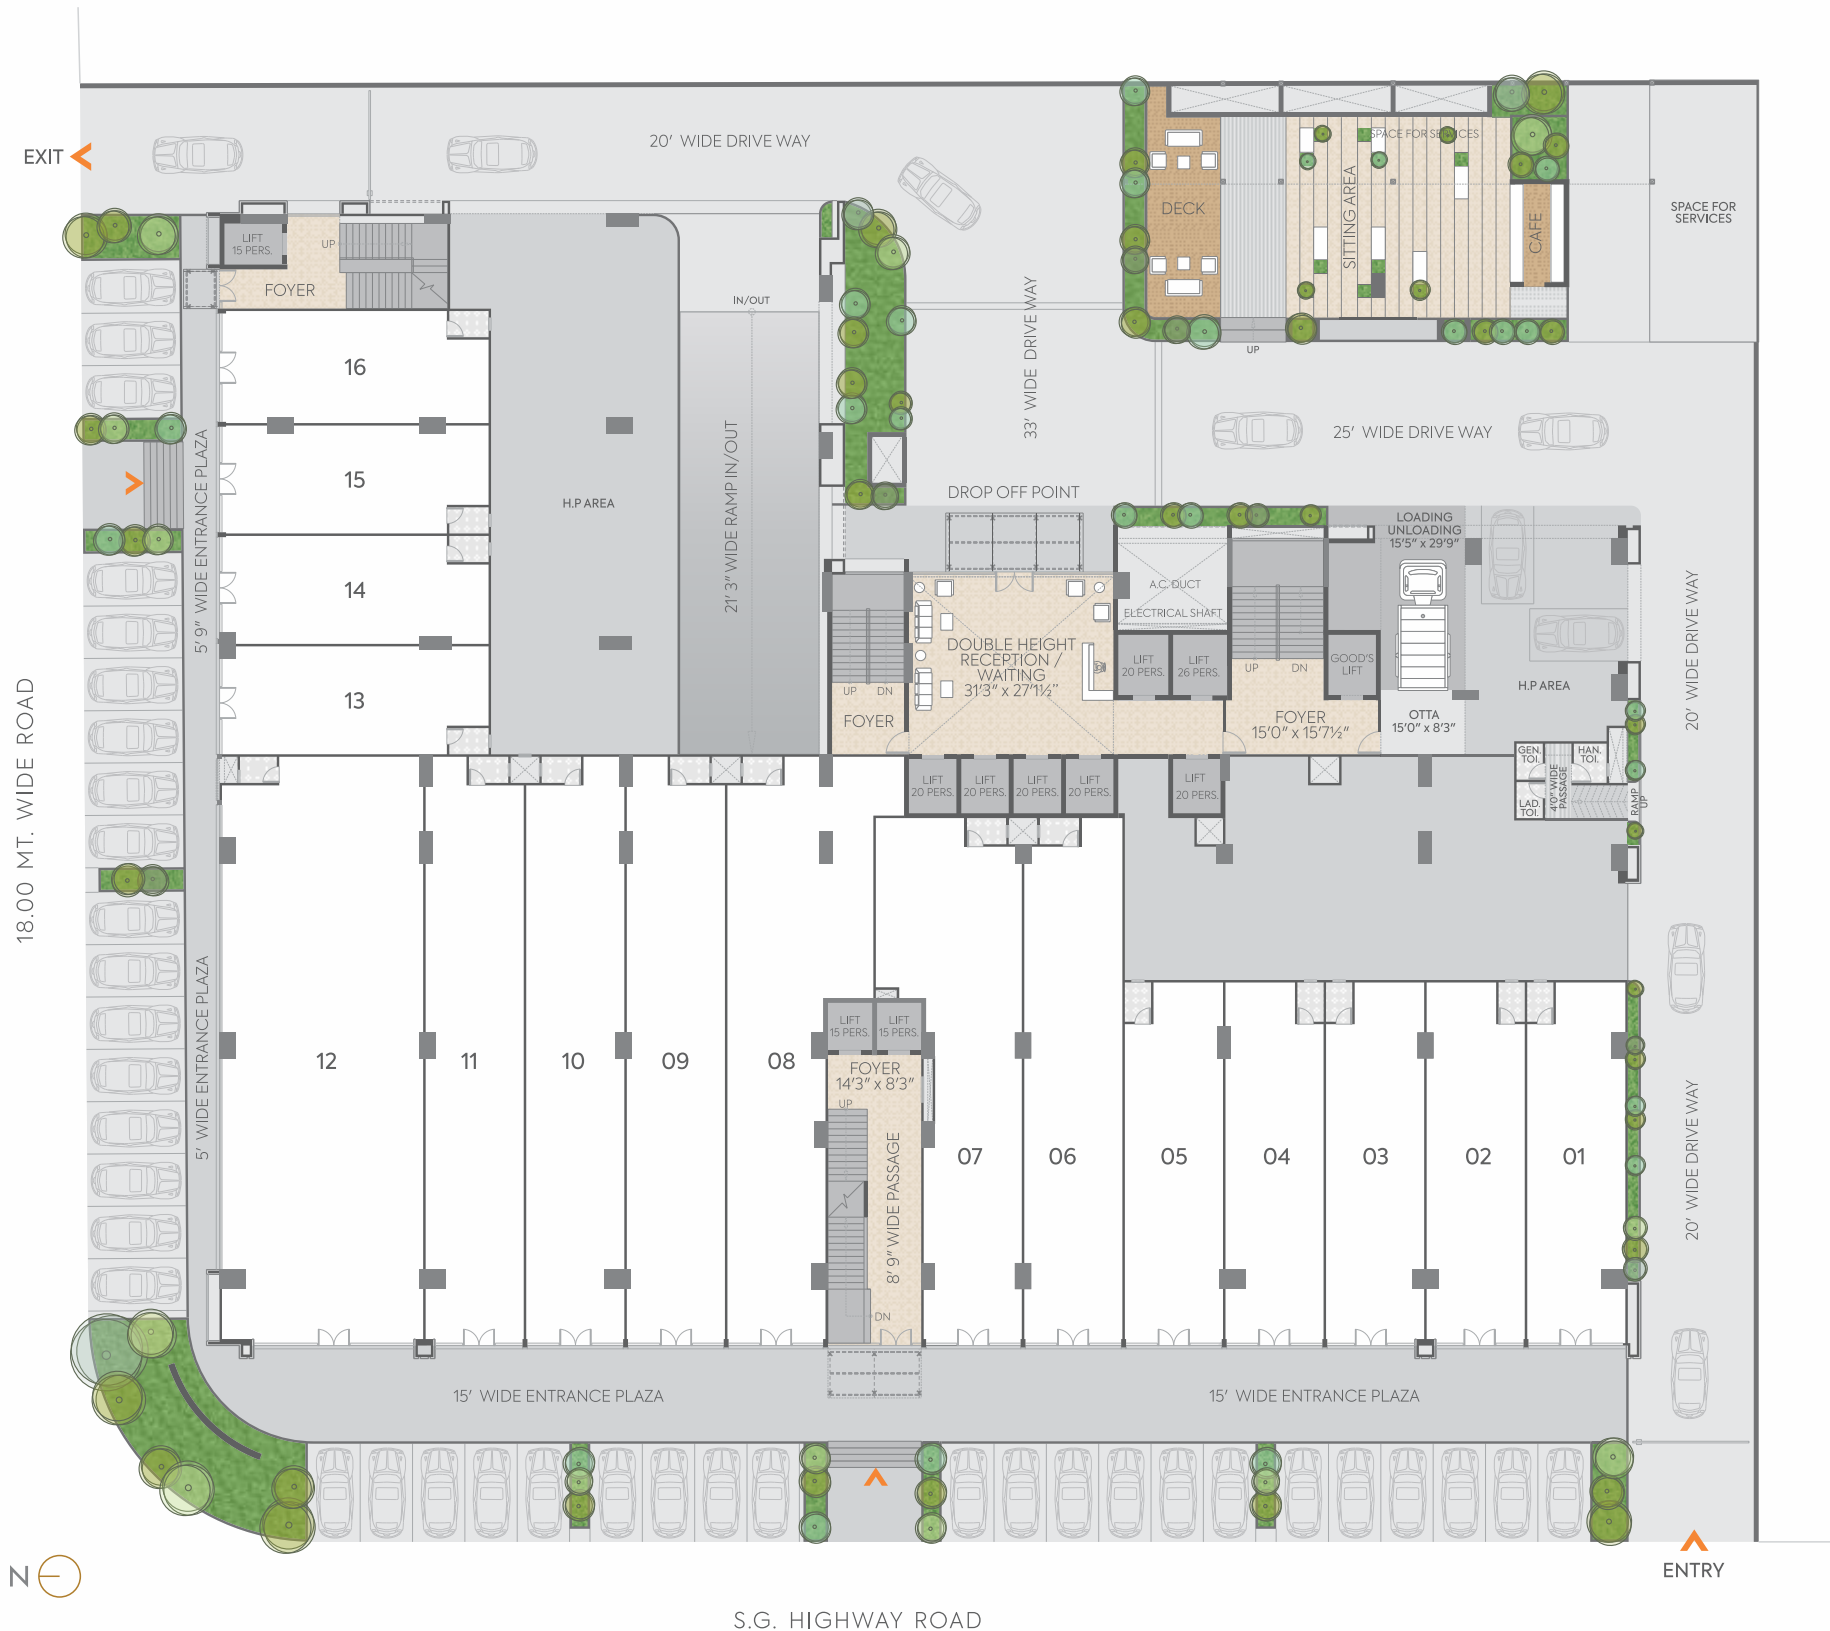 EXIT
20' WIDE DRIVE WAY
SPACE FOR SERVICES
DECK
SITTING AREA
CAFE
SPACE FOR
SERVICES
LIFT
15 PERS.
UP
FOYER
IN/OUT
33' WIDE DRIVE WAY
UP
16
25' WIDE DRIVE WAY
15
5' 9" WIDE ENTRANCE PLAZA
H.P AREA
21' 3" WIDE RAMP IN/OUT
DROP OFF POINT
LOADING
UNLOADING
15'5" x 29'9"
14
A.C. DUCT
ELECTRICAL SHAFT
20' WIDE DRIVE WAY
DOUBLE HEIGHT
RECEPTION /
WAITING
31'3" x 27'1½"
LIFT
20 PERS.
LIFT
26 PERS.
UP
DN
GOOD'S
LIFT
13
UP
DN
FOYER
FOYER
15'0" x 15'7½"
OTTA
15'0" x 8'3"
H.P AREA
18.00 MT. WIDE ROAD
LIFT
20 PERS.
LIFT
20 PERS.
LIFT
20 PERS.
LIFT
20 PERS.
LIFT
20 PERS.
GEN.
TOI.
HAN.
TOI.
4'0" WIDE
PASSAGE
LAD.
TOI.
RAMP
UP
5' WIDE ENTRANCE PLAZA
LIFT
15 PERS.
LIFT
15 PERS.
12
11
10
09
08
FOYER
14'3" x 8'3"
UP
8' 9" WIDE PASSAGE
DN
07
06
05
04
03
02
01
20' WIDE DRIVE WAY
15' WIDE ENTRANCE PLAZA
15' WIDE ENTRANCE PLAZA
N
ENTRY
S.G. HIGHWAY ROAD